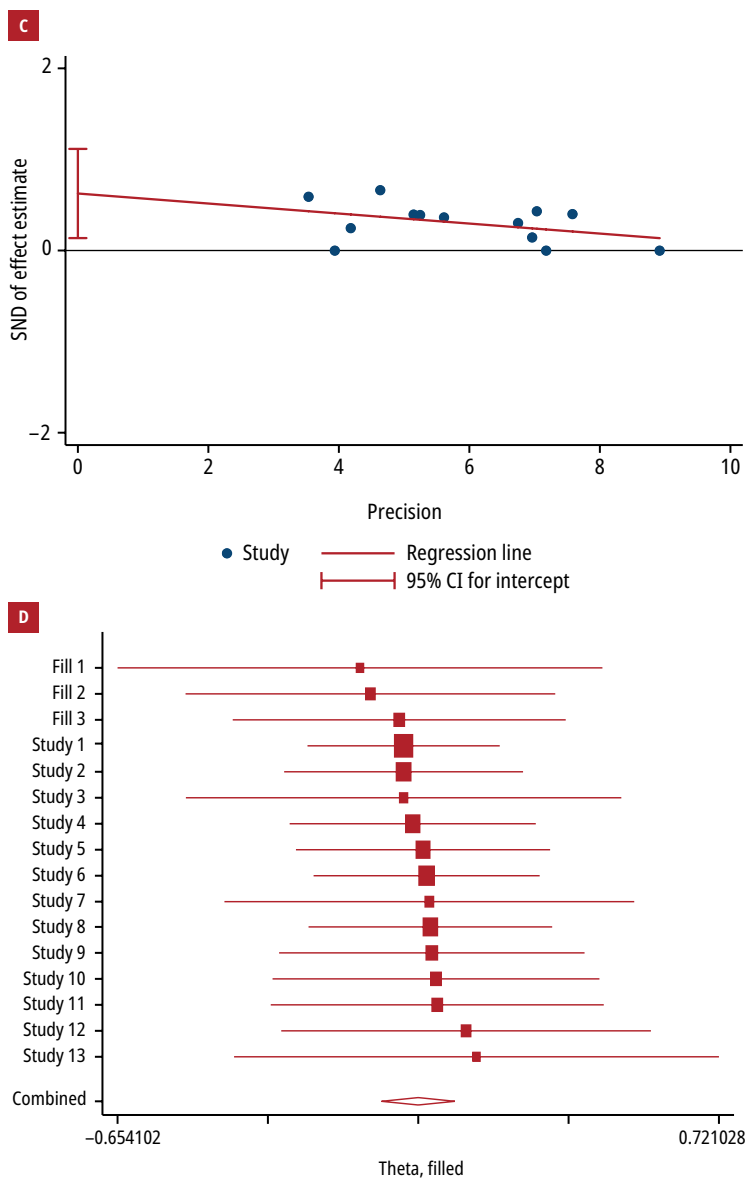 C
2
0
−2
SND of effect estimate
0 2 4 6 8 10
Precision
Study Regression line
95% CI for intercept
D
Fill 1
Fill 2
Fill 3
Study 1
Study 2
Study 3
Study 4
Study 5
Study 6
Study 7
Study 8
Study 9
Study 10
Study 11
Study 12
Study 13
Combined
−0.654102 0.721028
Theta, filled